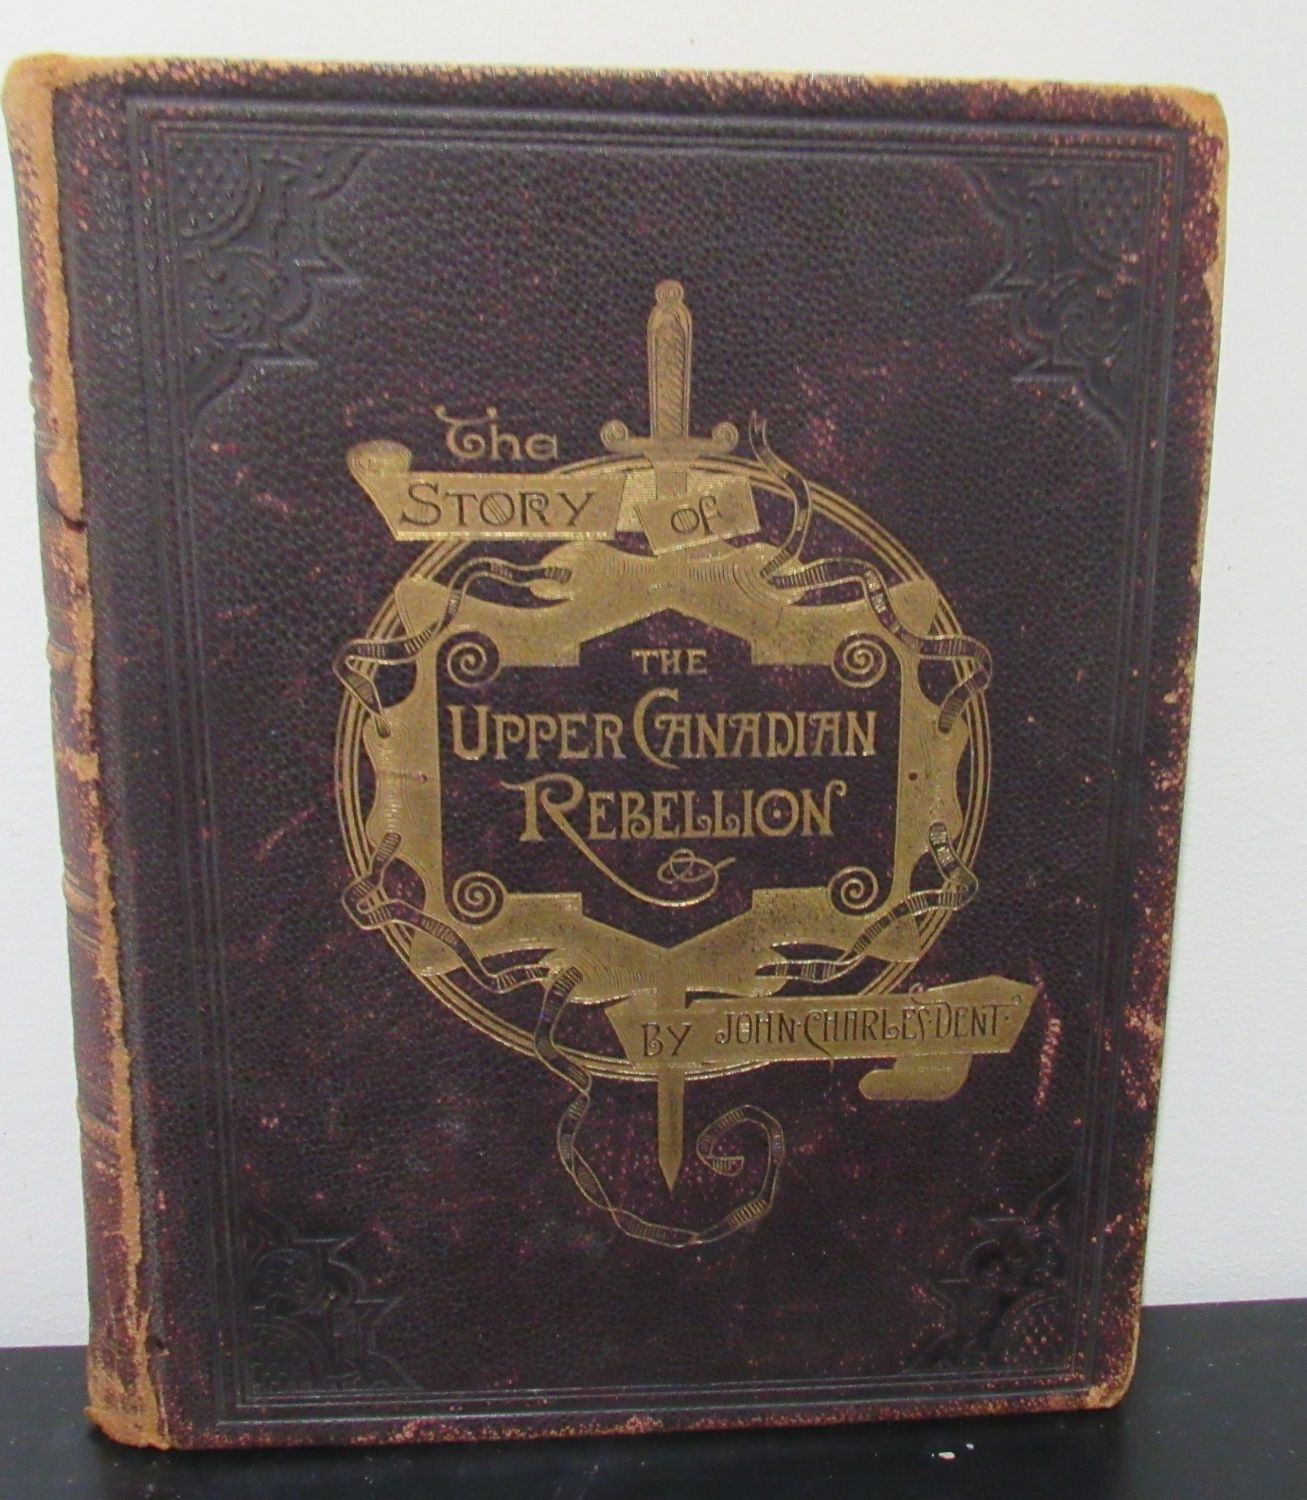 The
STORY of
THE
UPPER CANADIAN
REBELLION
BY JOHN·CHARLES·DENT·